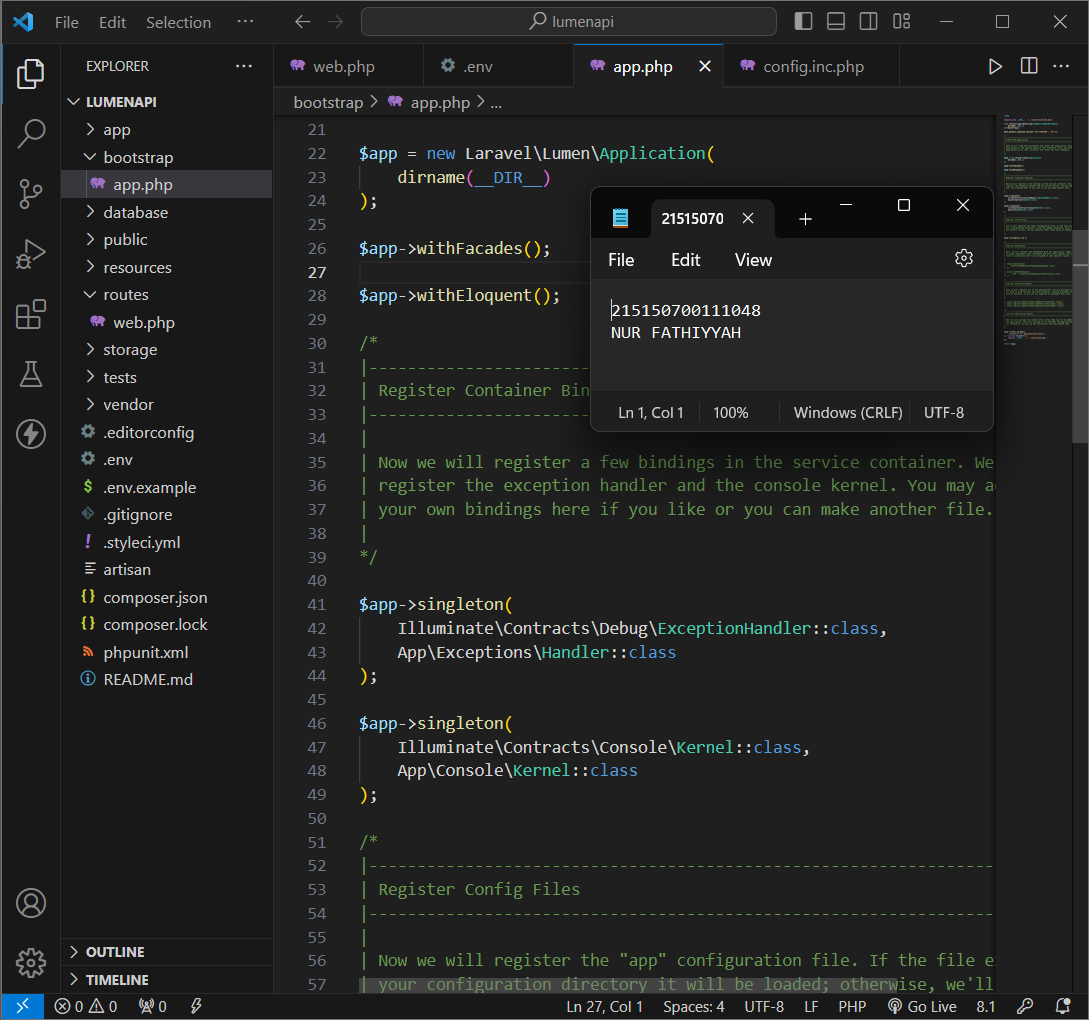 File Edit Selection ··· lumenapi
EXPLORER ···
LUMENAPI
app
bootstrap
app.php
database
public
resources
routes
web.php
storage
tests
vendor
.editorconfig
.env
.env.example
.gitignore
.styleci.yml
artisan
composer.json
composer.lock
phpunit.xml
README.md
OUTLINE
TIMELINE
web.php .env app.php config.inc.php
bootstrap > app.php > ...
21
22 $app = new Laravel\Lumen\Application(
23 dirname(__DIR__)
24 );
25
26 $app->withFacades();
27
28 $app->withEloquent();
29
30 /*
31 |------------------------
32 | Register Container Bin
33 |------------------------
34 |
35 | Now we will register a few bindings in the service container. We
36 | register the exception handler and the console kernel. You may a
37 | your own bindings here if you like or you can make another file.
38 |
39 */
40
41 $app->singleton(
42 Illuminate\Contracts\Debug\ExceptionHandler::class,
43 App\Exceptions\Handler::class
44 );
45
46 $app->singleton(
47 Illuminate\Contracts\Console\Kernel::class,
48 App\Console\Kernel::class
49 );
50
51 /*
52 |-----------------------------------------------------------------
53 | Register Config Files
54 |-----------------------------------------------------------------
55 |
56 | Now we will register the "app" configuration file. If the file e
57 | your configuration directory it will be loaded; otherwise, we'll
21515070
File Edit View
215150700111048
NUR FATHIYYAH
Ln 1, Col 1 100% Windows (CRLF) UTF-8
0 0 0 Ln 27, Col 1 Spaces: 4 UTF-8 LF PHP Go Live 8.1